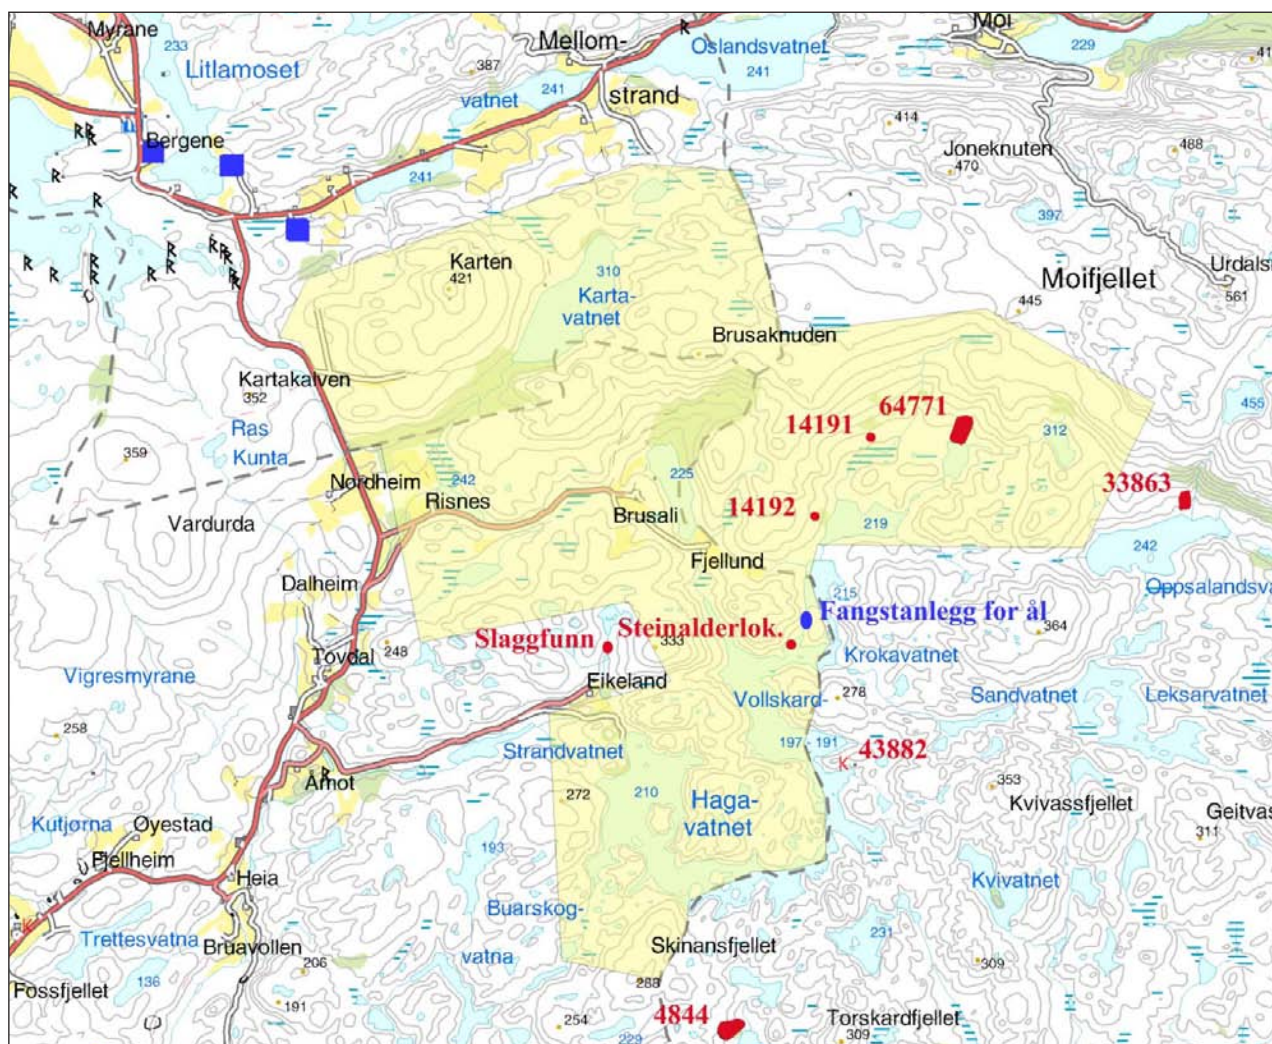 Myrane
233
Litlamoset
387
Mellom-
strand
R
Oslandsvatnet
241
Moi
229
vatnet
241
Bergene
241
414
Joneknuten
470
488
397
Karten
421
310
Karta-
vatnet
Moifjellet
Urdals
561
445
Brusaknuden
Kartakalven
352
Ras
Kunta
359
14191
64771
312
455
Nordheim
242
Risnes
225
Brusali
14192
219
33863
242
Vardurda
Fjellund
Dalheim
215
Oppsalandsva
Fangstanlegg for ål
364
Slaggfunn
Steinalderlok.
333
248
Tovdal
Krokavatnet
Vigresmyrane
Eikeland
Vollskard-
278
Sandvatnet
Leksarvatnet
258
Strandvatnet
197 - 191
43882
K
Åmot
R
272
210
Haga-
vatnet
353
Kvivassfjellet
Geitvas
311
Kutjørna
Øyestad
Fjellheim
193
Heia
Kvivatnet
Buarskog-
vatna
231
K
Trettesvatna
Bruavollen
Skinansfjellet
206
309
136
Fossfjellet
288
191
254
229
4844
Torskardfjellet
309